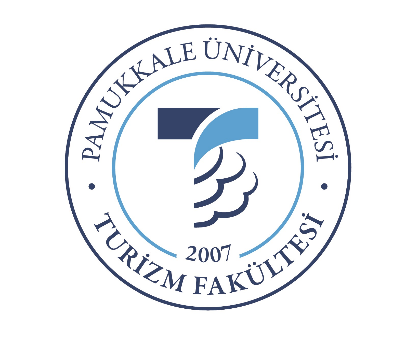 PAMUKKALE ÜNİVERSİTESİ
2007
TURİZM FAKÜLTESİ